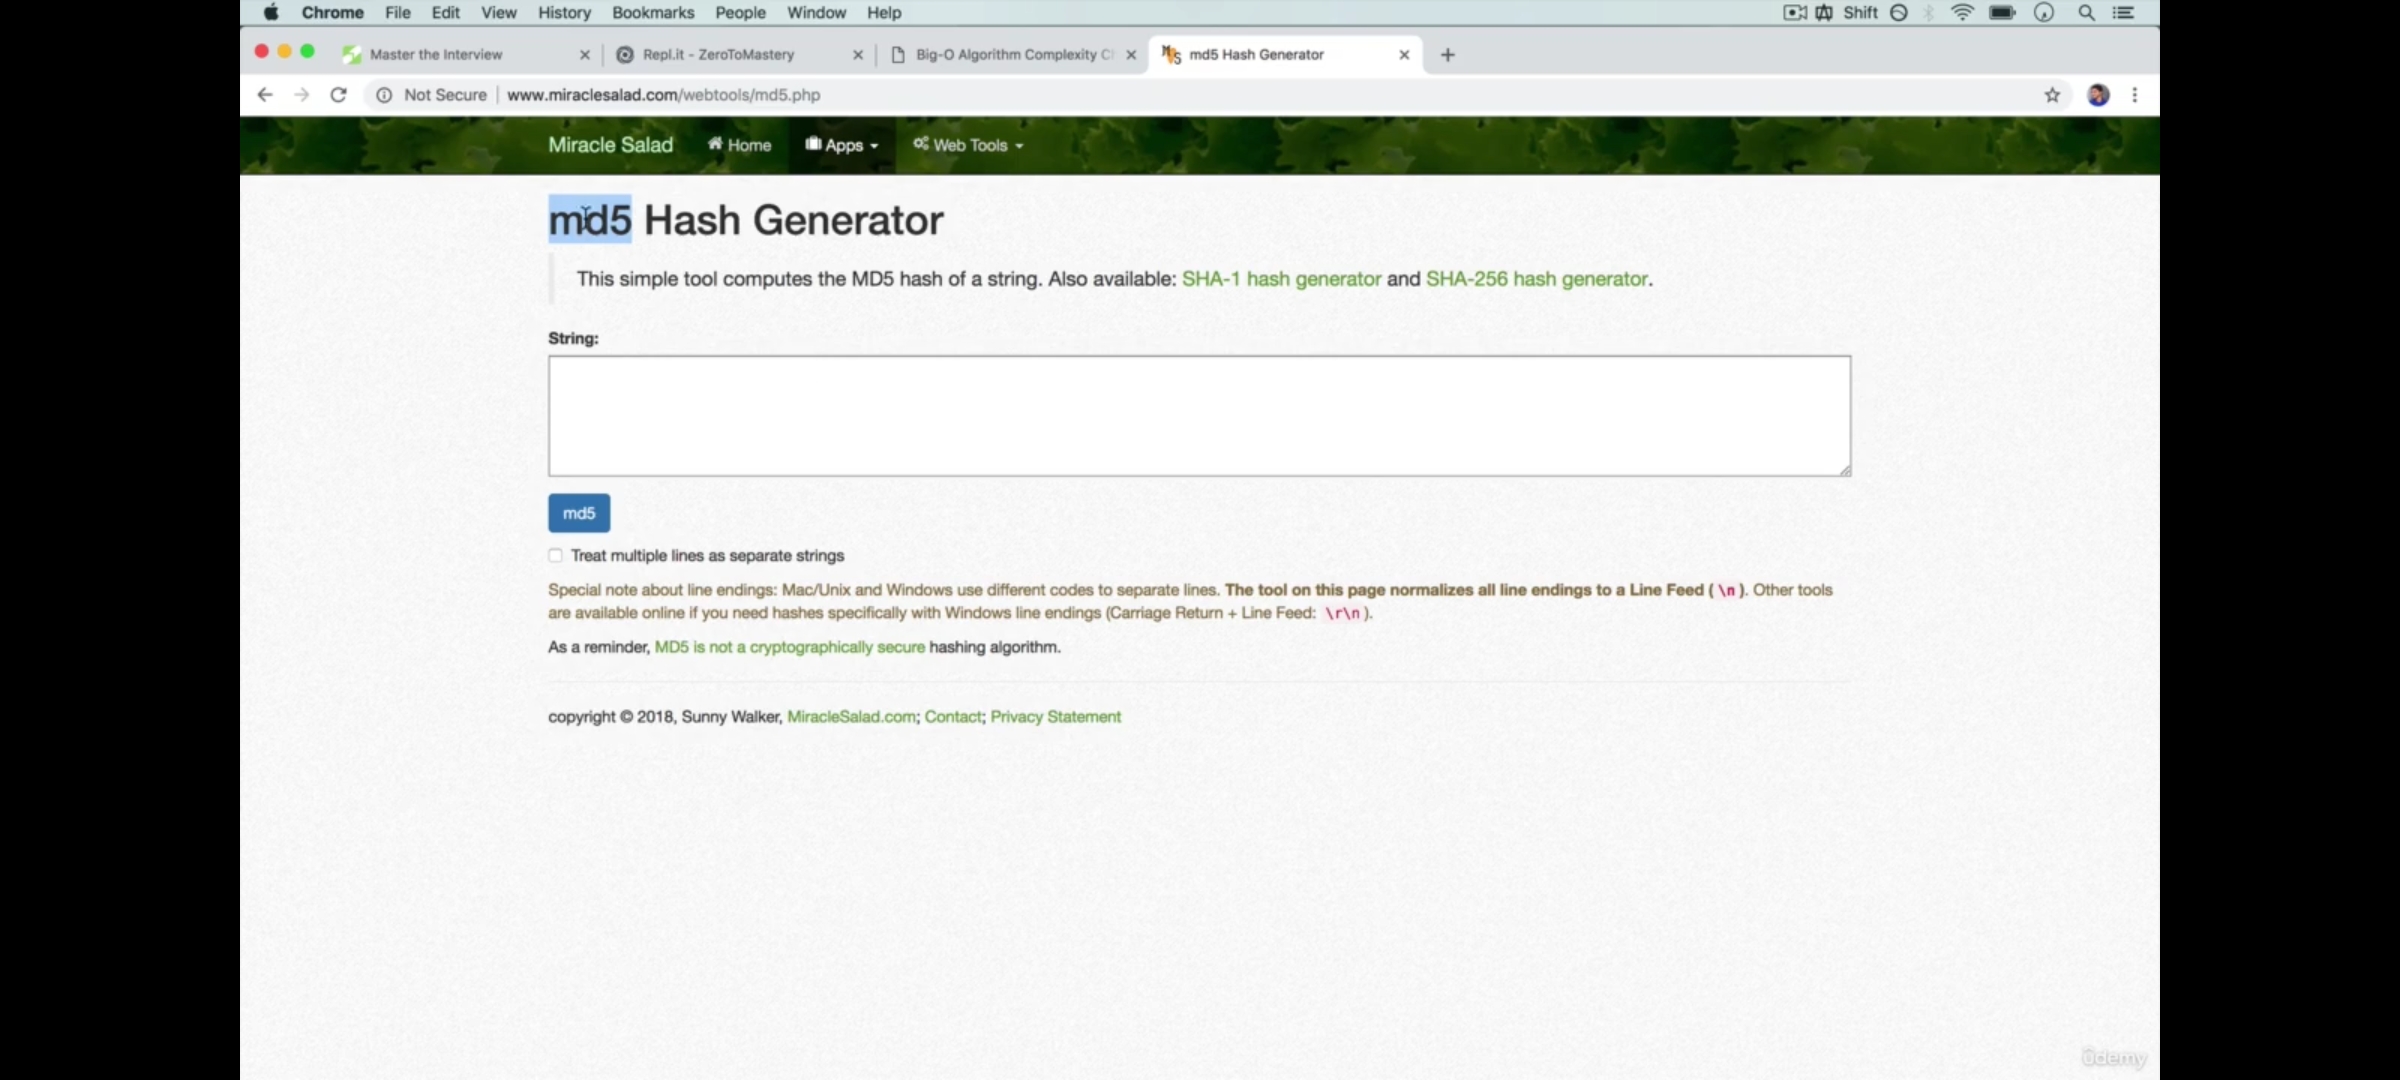 Chrome File Edit View History Bookmarks People Window Help Shift
Master the Interview Repl.it - ZeroToMastery Big-O Algorithm Complexity Ch md5 Hash Generator
Not Secure www.miraclesalad.com/webtools/md5.php
Miracle Salad Home Apps Web Tools
md5 Hash Generator
This simple tool computes the MD5 hash of a string. Also available: SHA-1 hash generator and SHA-256 hash generator.
String:
md5
Treat multiple lines as separate strings
Special note about line endings: Mac/Unix and Windows use different codes to separate lines. The tool on this page normalizes all line endings to a Line Feed ( \n ). Other tools
are available online if you need hashes specifically with Windows line endings (Carriage Return + Line Feed: \r\n ).
As a reminder, MD5 is not a cryptographically secure hashing algorithm.
copyright © 2018, Sunny Walker, MiracleSalad.com; Contact; Privacy Statement
ûdemy